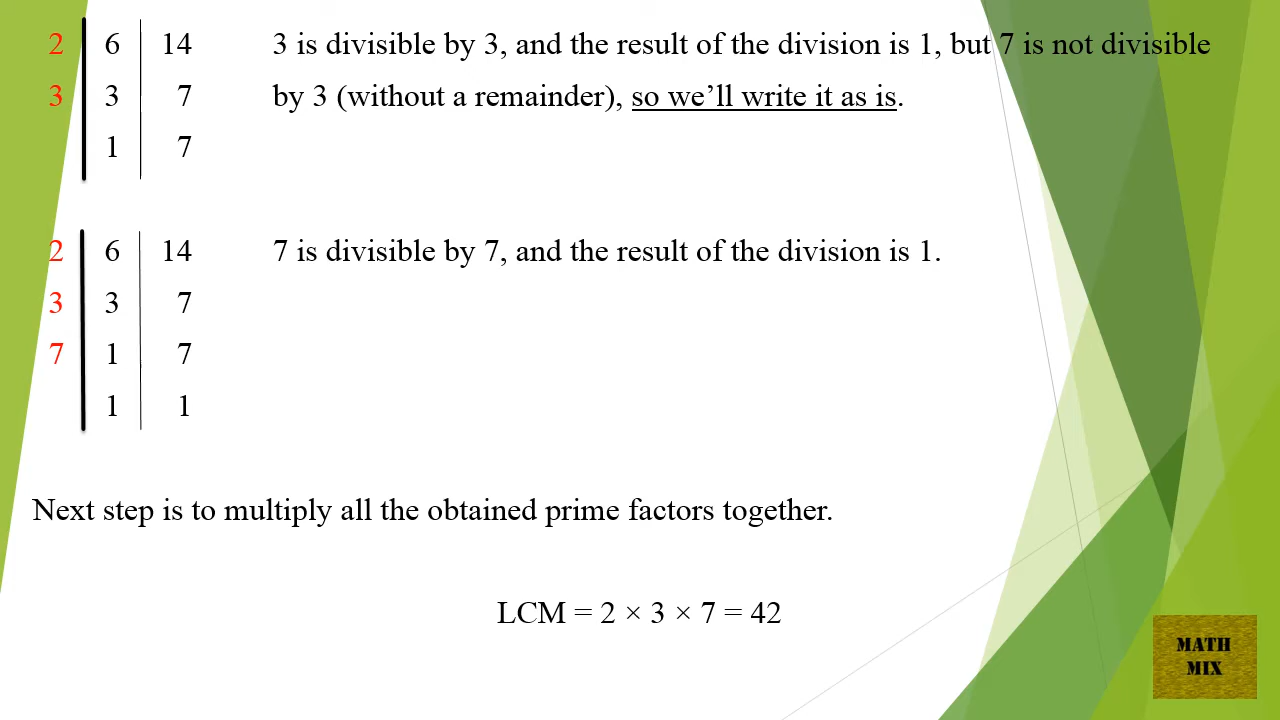 2 6 14 3 is divisible by 3, and the result of the division is 1, but 7 is not divisible
3 3 7 by 3 (without a remainder), so we’ll write it as is.
1 7
2 6 14 7 is divisible by 7, and the result of the division is 1.
3 3 7
7 1 7
1 1
Next step is to multiply all the obtained prime factors together.
LCM = 2 × 3 × 7 = 42
MATH
MIX